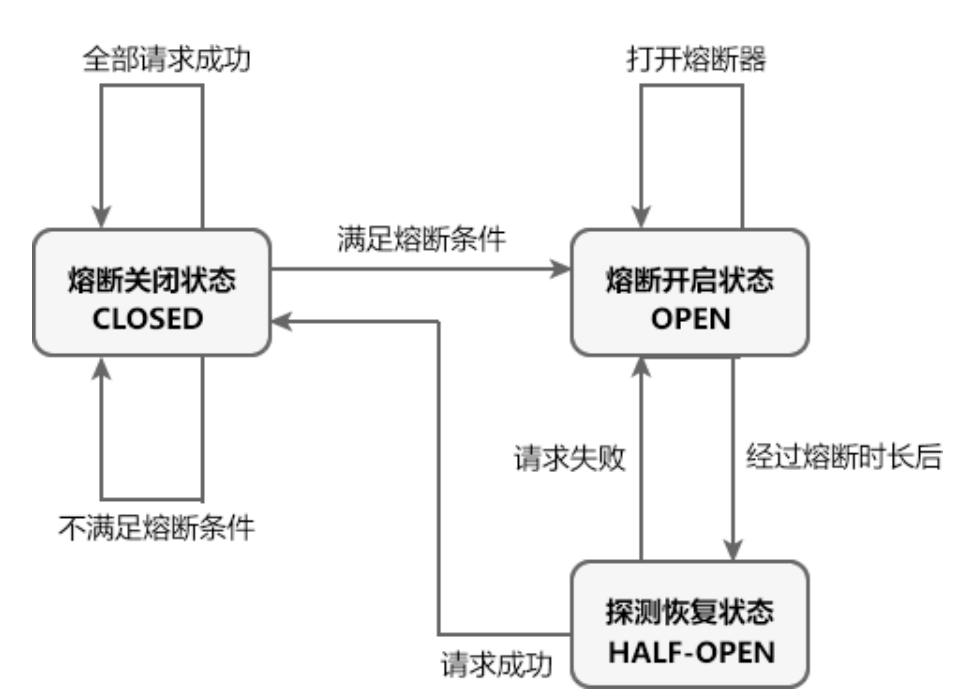 全部请求成功
打开熔断器
满足熔断条件
熔断关闭状态
CLOSED
熔断开启状态
OPEN
请求失败
经过熔断时长后
不满足熔断条件
探测恢复状态
HALF-OPEN
请求成功